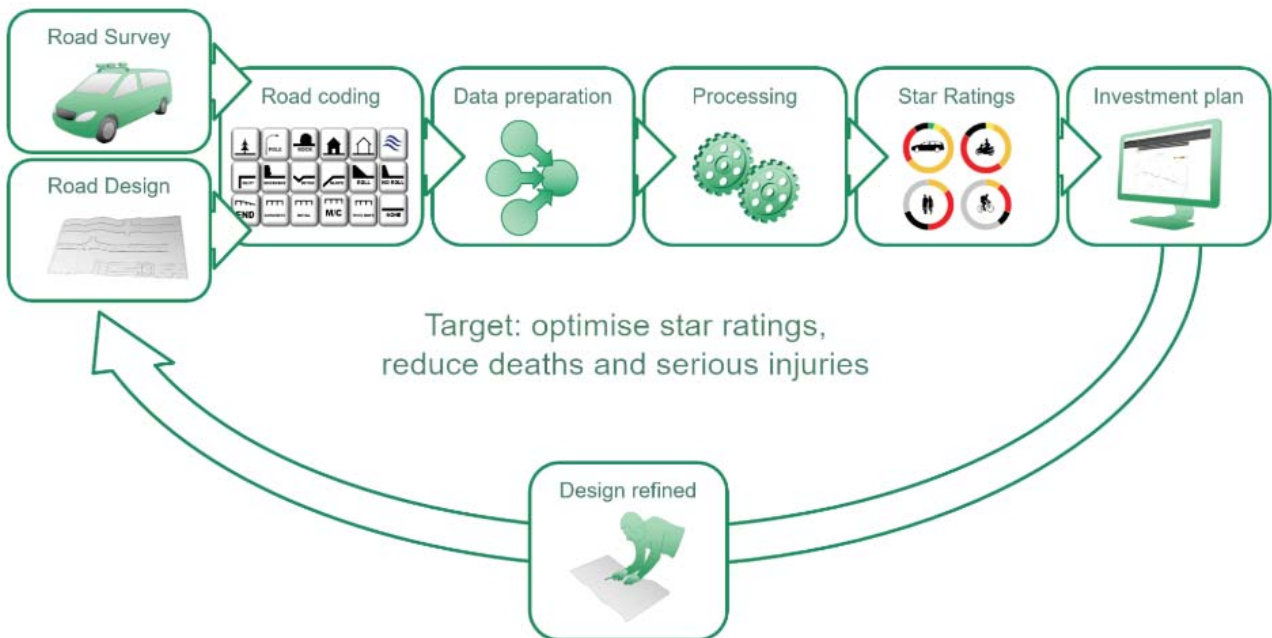 Road Survey
Road Design
Road coding
POLE
ROCK
ROLL
NO ROLL
END
M/C
NONE
Data preparation
Processing
Star Ratings
Investment plan
Target: optimise star ratings,
reduce deaths and serious injuries
Design refined